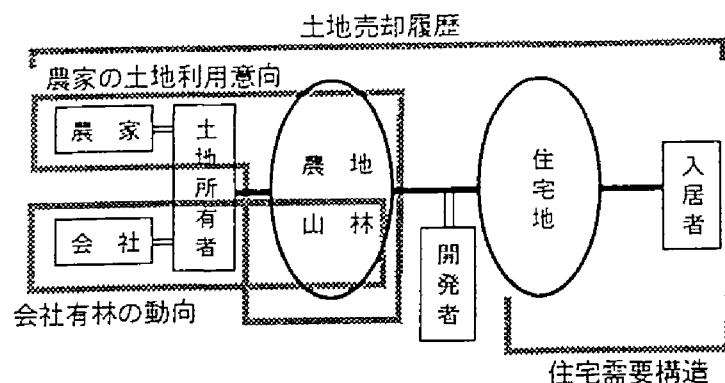 土地売却履歴
農家の土地利用意向
農家
土地所有者
農地
山林
会社
会社有林の動向
開発者
住宅地
入居者
住宅需要構造